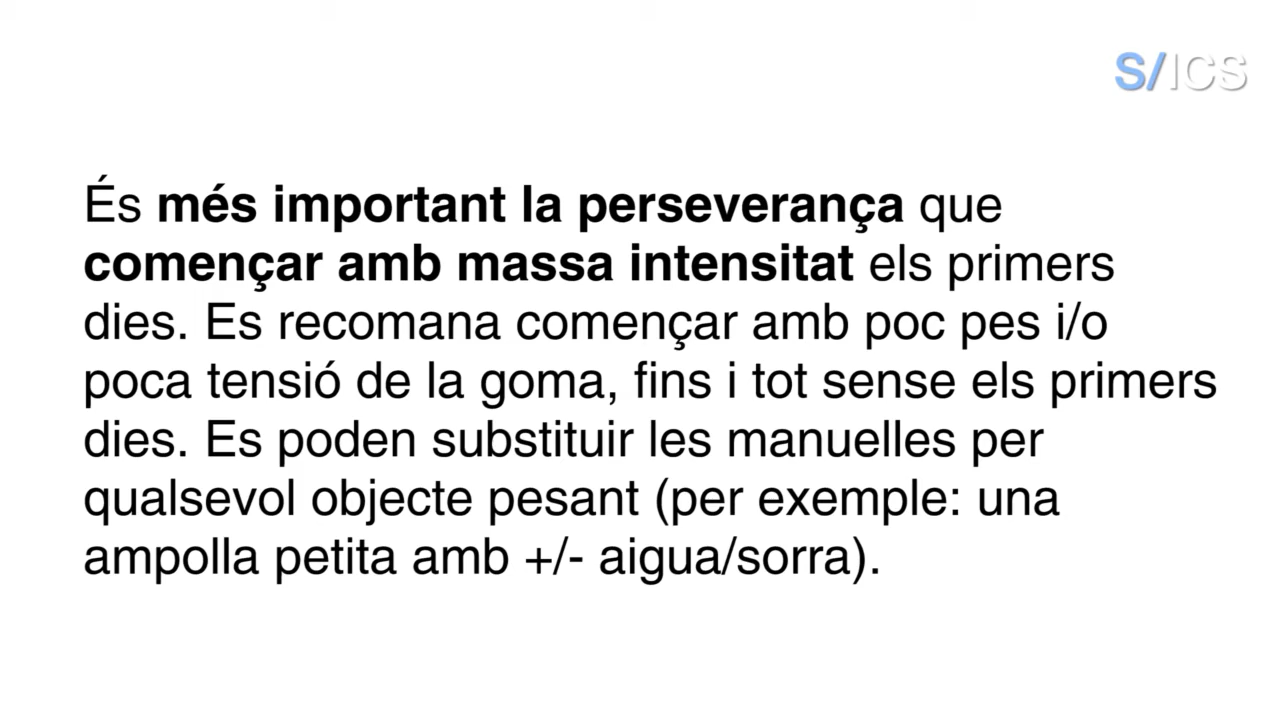 S/ICS
És més important la perseverança que
començar amb massa intensitat els primers
dies. Es recomana començar amb poc pes i/o
poca tensió de la goma, fins i tot sense els primers
dies. Es poden substituir les manuelles per
qualsevol objecte pesant (per exemple: una
ampolla petita amb +/- aigua/sorra).